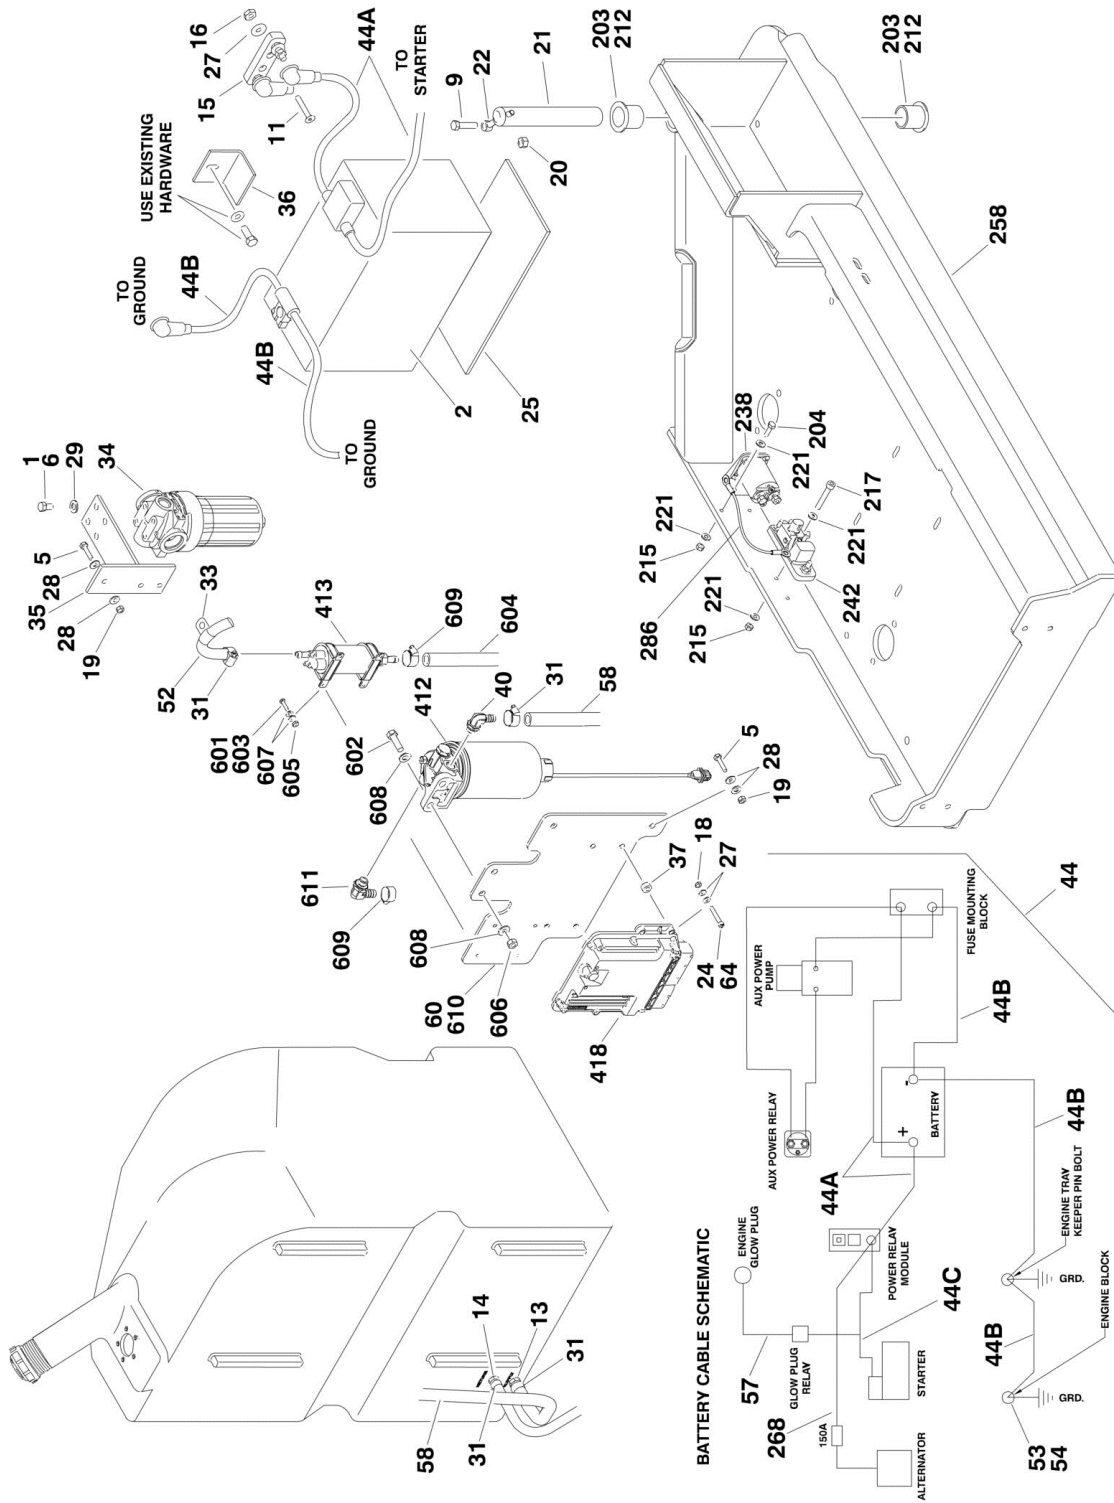 58
31
14
13
31
1
6
29
34
5
28
35
28
19
33
52
31
413
609
604
601
603
607
605
602
608
412
40
31
58
5
28
19
18
27
37
24
64
611
609
608
60
610
606
418
16
27
15
11
44A
TO
STARTER
USE EXISTING
HARDWARE
36
TO
GROUND
44B
44B
TO
GROUND
2
25
9
22
21
20
203
212
203
212
258
238
204
221
217
221
221
215
242
286
221
215
44
BATTERY CABLE SCHEMATIC
ENGINE
GLOW PLUG
57
GLOW PLUG
RELAY
268
150A
ALTERNATOR
STARTER
44C
POWER RELAY
MODULE
44A
AUX POWER RELAY
AUX POWER
PUMP
FUSE MOUNTING
BLOCK
44B
+
-
BATTERY
44B
ENGINE TRAY
KEEPER PIN BOLT
GRD.
44B
ENGINE BLOCK
GRD.
53
54